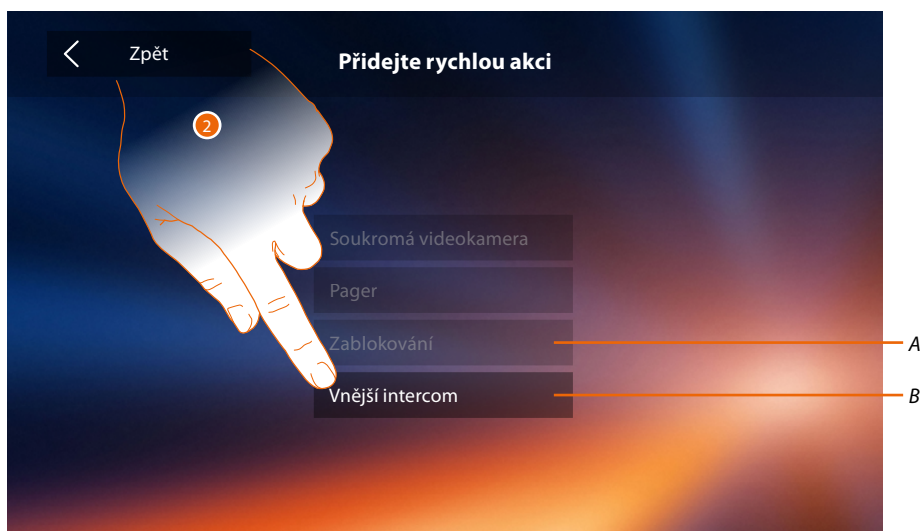 Zpět
Přidejte rychlou akci
2
Soukromá videokamera
Pager
Zablokování
A
Vnější intercom
B